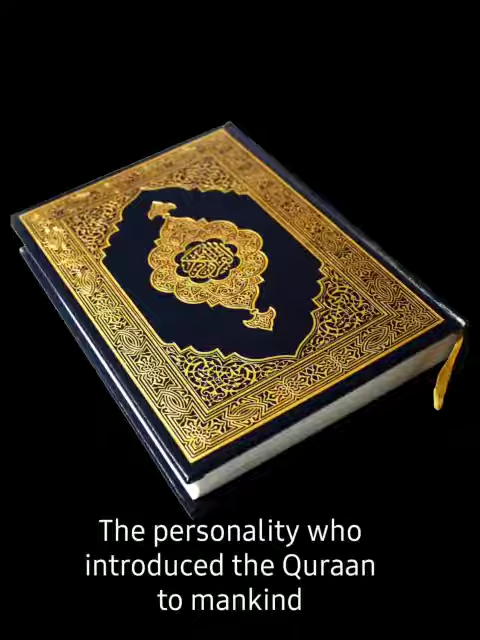 The personality who
introduced the Quraan
to mankind